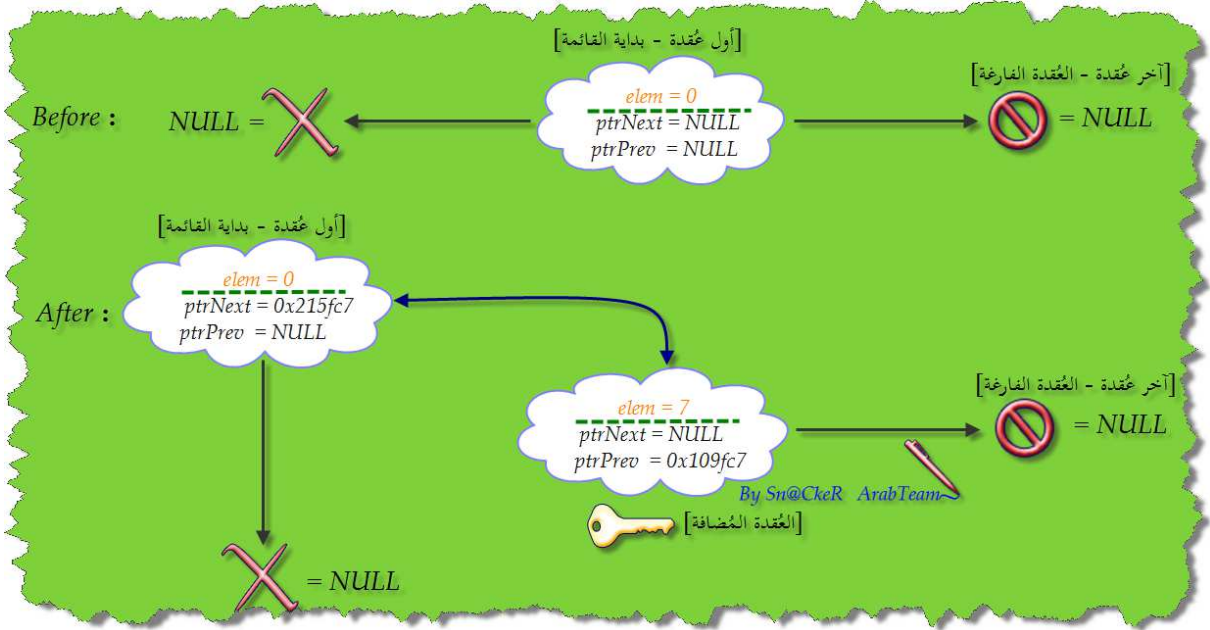 [أول عُقدة - بداية القائمة]
[آخر عُقدة - العُقدة الفارغة]
Before :
NULL =
elem = 0
ptrNext = NULL
ptrPrev = NULL
= NULL
[أول عُقدة - بداية القائمة]
After :
elem = 0
ptrNext = 0x215fc7
ptrPrev = NULL
[آخر عُقدة - العُقدة الفارغة]
elem = 7
ptrNext = NULL
ptrPrev = 0x109fc7
= NULL
By Sn@CkeR ArabTeam~
[العُقدة المُضافة]
= NULL